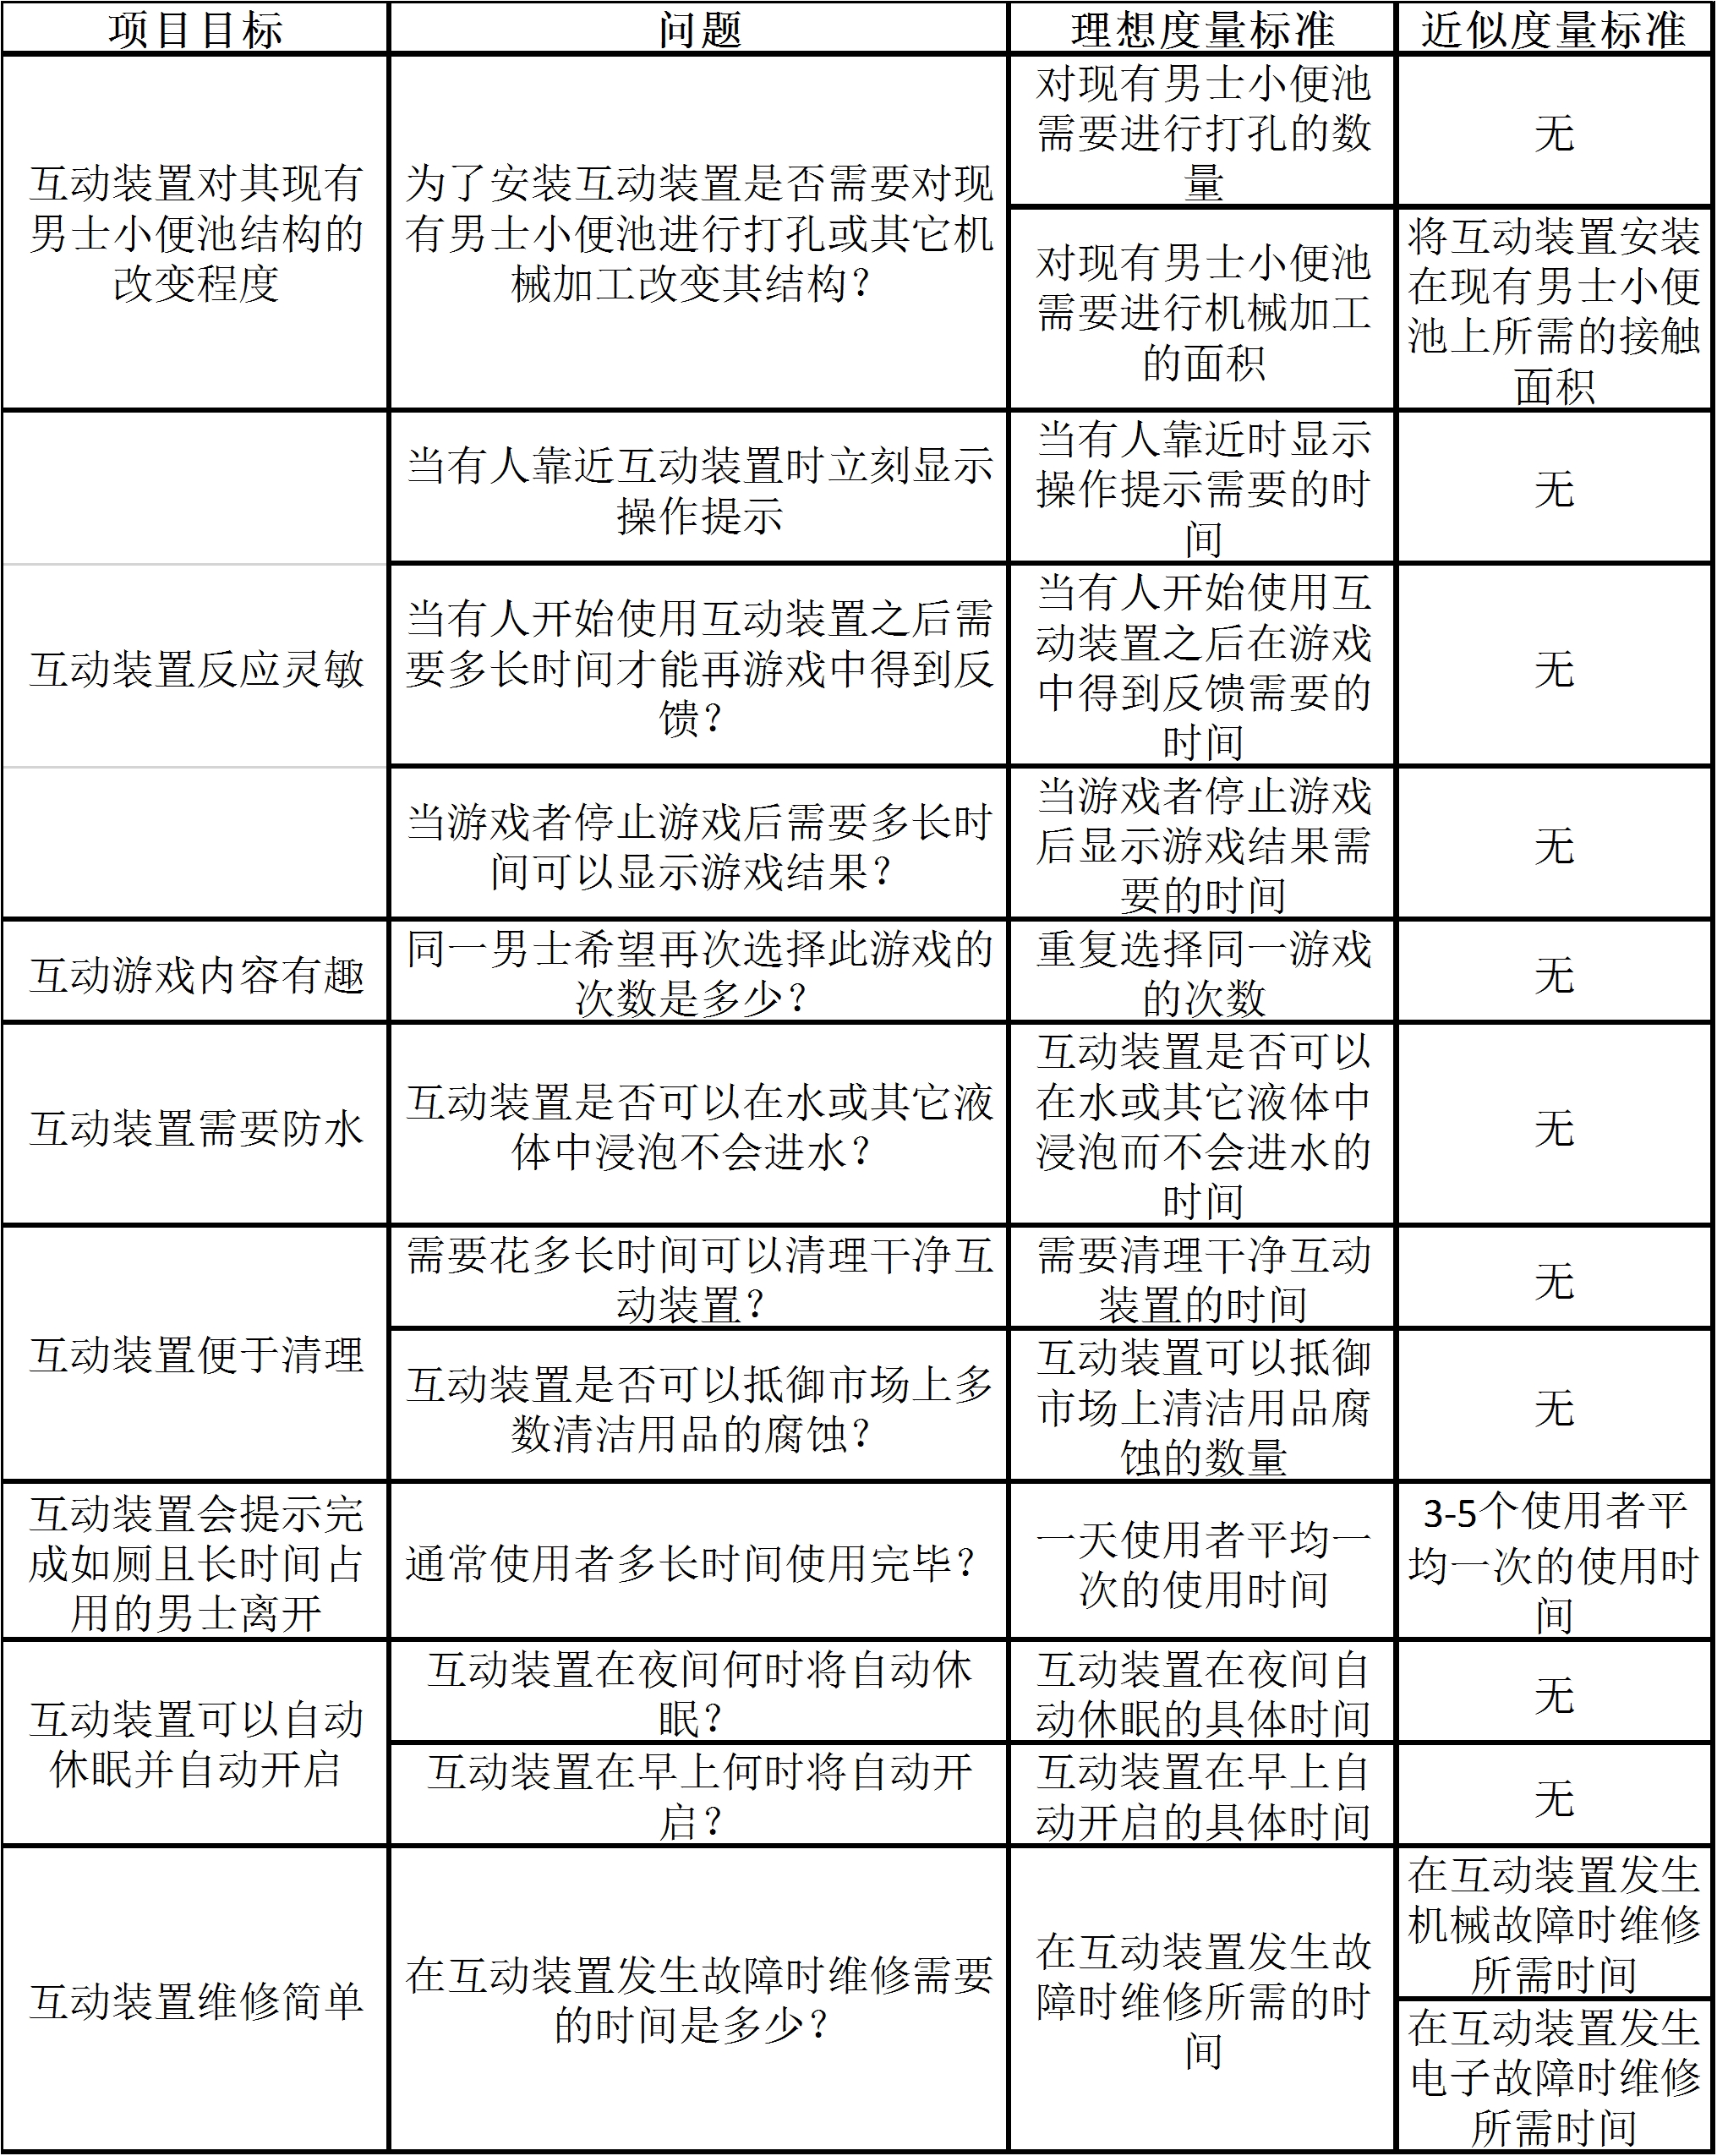 项目目标
问题
理想度量标准
近似度量标准
互动装置对其现有
男士小便池结构的
改变程度
为了安装互动装置是否需要对现
有男士小便池进行打孔或其它机
械加工改变其结构？
对现有男士小便池
需要进行打孔的数
量
无
对现有男士小便池
需要进行机械加工
的面积
将互动装置安装
在现有男士小便
池上所需的接触
面积
互动装置反应灵敏
当有人靠近互动装置时立刻显示
操作提示
当有人靠近时显示
操作提示需要的时
间
无
当有人开始使用互动装置之后需
要多长时间才能再游戏中得到反
馈？
当有人开始使用互
动装置之后在游戏
中得到反馈需要的
时间
无
当游戏者停止游戏后需要多长时
间可以显示游戏结果？
当游戏者停止游戏
后显示游戏结果需
要的时间
无
互动游戏内容有趣
同一男士希望再次选择此游戏的
次数是多少？
重复选择同一游戏
的次数
无
互动装置需要防水
互动装置是否可以在水或其它液
体中浸泡不会进水？
互动装置是否可以
在水或其它液体中
浸泡而不会进水的
时间
无
互动装置便于清理
需要花多长时间可以清理干净互
动装置？
需要清理干净互动
装置的时间
无
互动装置是否可以抵御市场上多
数清洁用品的腐蚀？
互动装置可以抵御
市场上清洁用品腐
蚀的数量
无
互动装置会提示完
成如厕且长时间占
用的男士离开
通常使用者多长时间使用完毕？
一天使用者平均一
次的使用时间
3-5个使用者平
均一次的使用时
间
互动装置可以自动
休眠并自动开启
互动装置在夜间何时将自动休
眠？
互动装置在夜间自
动休眠的具体时间
无
互动装置在早上何时将自动开
启？
互动装置在早上自
动开启的具体时间
无
互动装置维修简单
在互动装置发生故障时维修需要
的时间是多少？
在互动装置发生故
障时维修所需的时
间
在互动装置发生
机械故障时维修
所需时间
在互动装置发生
电子故障时维修
所需时间